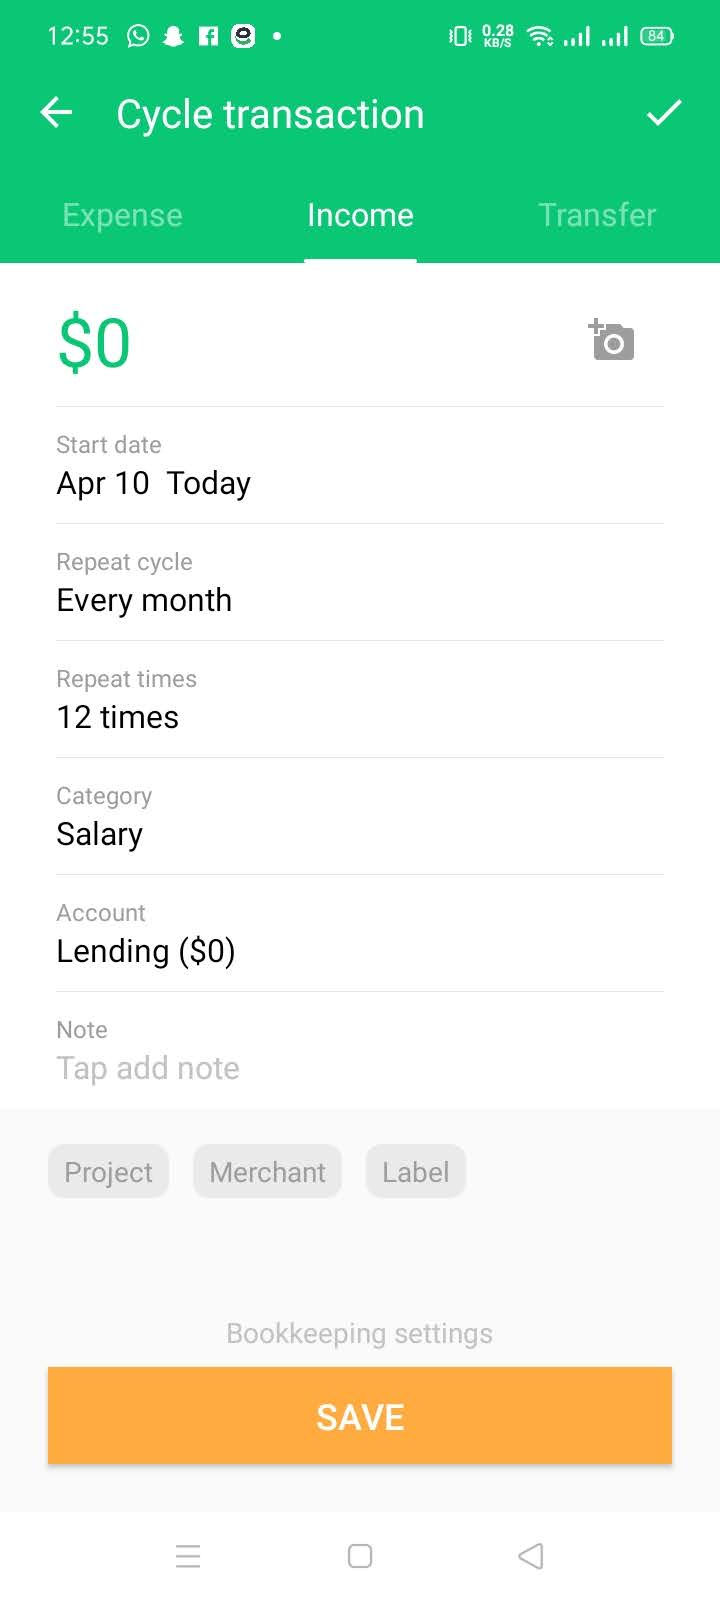 12:55 0.28 KB/S 84
Cycle transaction
Expense Income Transfer
$0
Start date
Apr 10 Today
Repeat cycle
Every month
Repeat times
12 times
Category
Salary
Account
Lending ($0)
Note
Tap add note
Project Merchant Label
Bookkeeping settings
SAVE